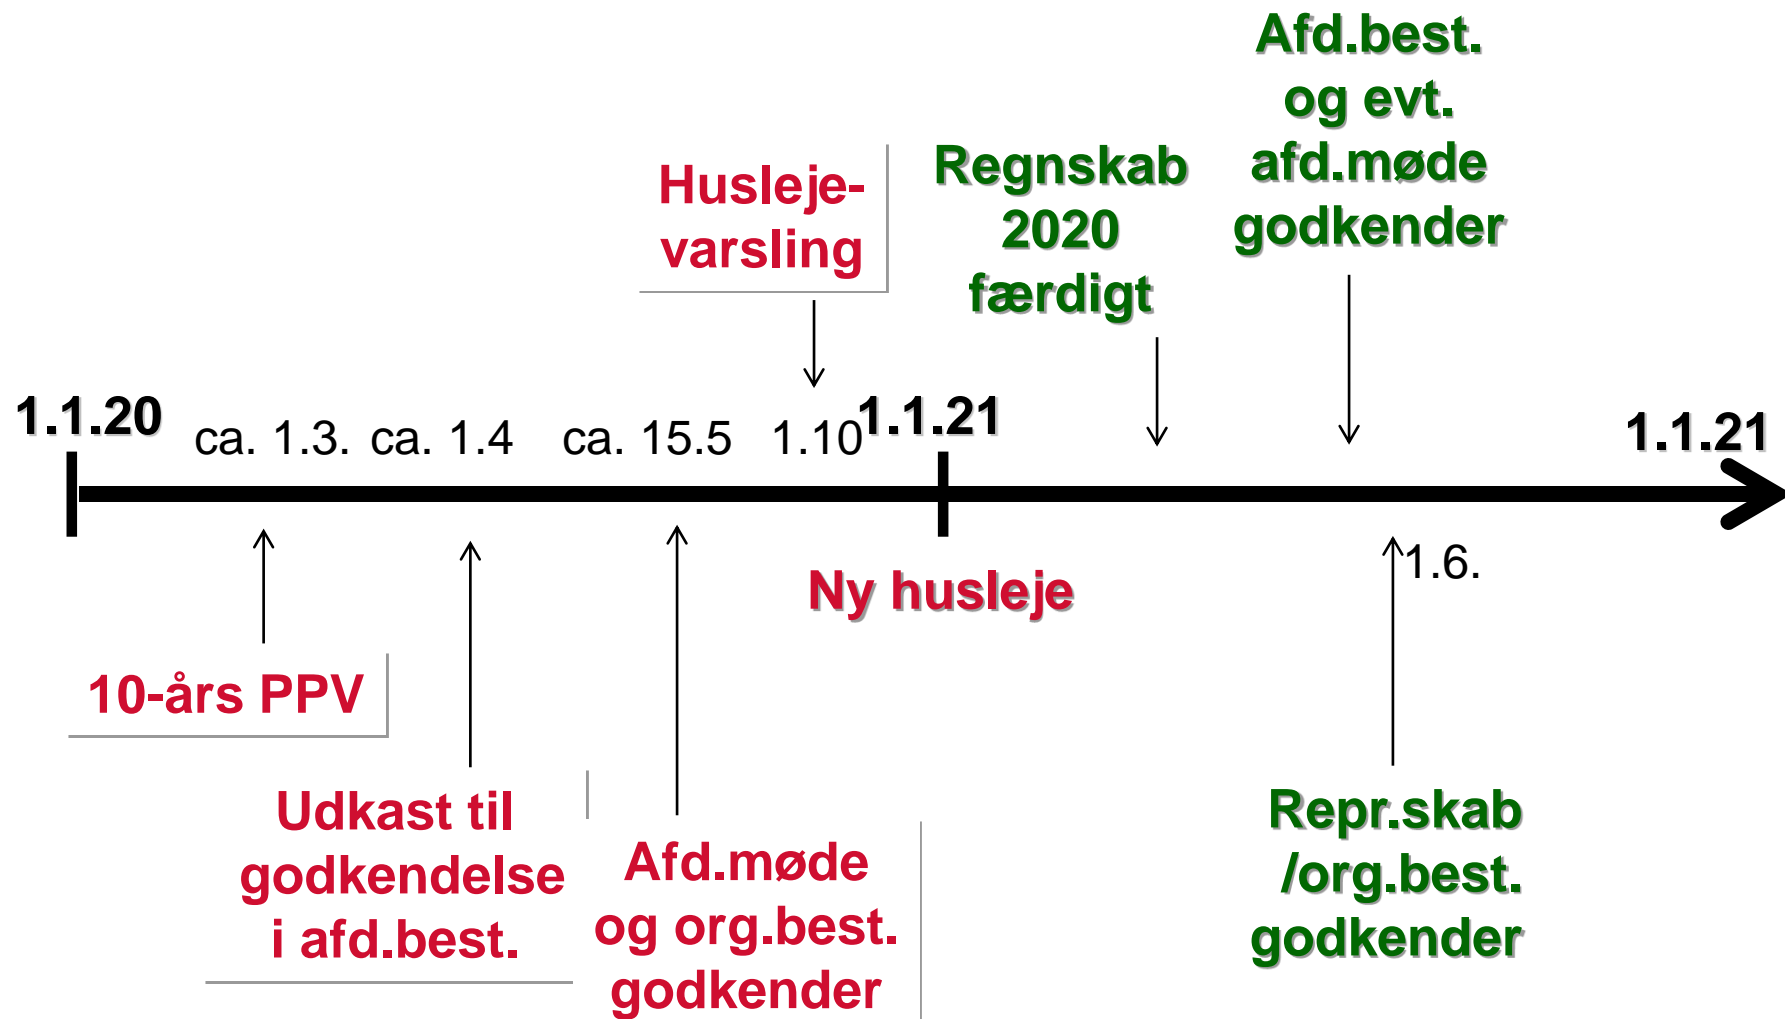 Afd.best.
og evt.
afd.møde
godkender
Husleje-
varsling
Regnskab
2020
færdigt
1.1.20
ca. 1.3.
ca. 1.4
ca. 15.5
1.10
1.1.21
1.1.21
1.6.
Ny husleje
10-års PPV
Udkast til
godkendelse
i afd.best.
Afd.møde
og org.best.
godkender
Repr.skab
/org.best.
godkender